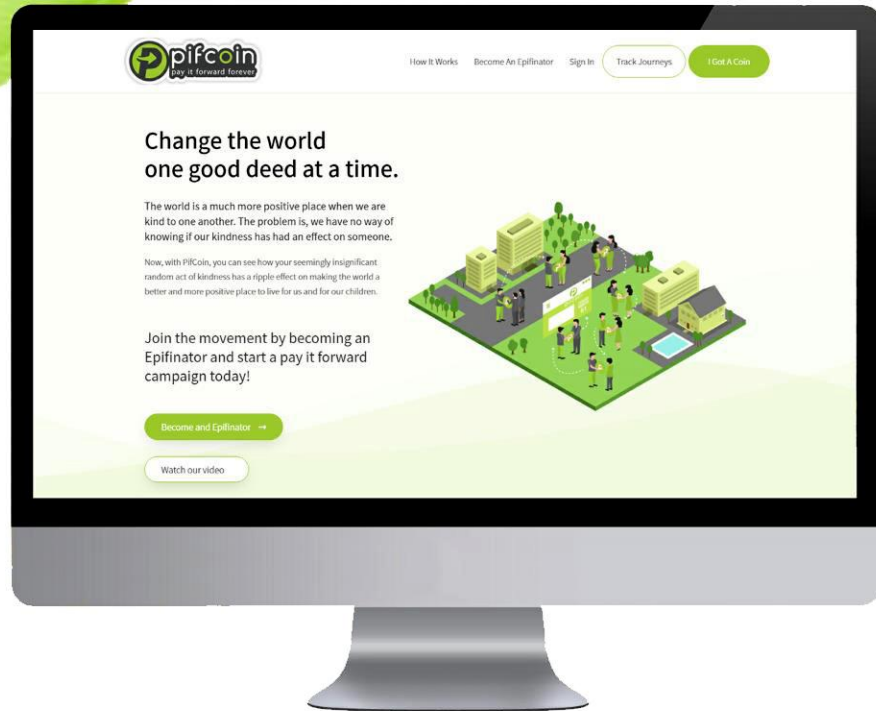 pifcoin
pay it forward forever
How It Works
Become An Epifinator
Sign In
Track Journeys
I Got A Coin
Change the world
one good deed at a time.
The world is a much more positive place when we are
kind to one another. The problem is, we have no way of
knowing if our kindness has had an effect on someone.
Now, with PifCoin, you can see how your seemingly insignificant
random act of kindness has a ripple effect on making the world a
better and more positive place to live for us and for our children.
Join the movement by becoming an
Epifinator and start a pay it forward
campaign today!
Become and Epifinator →
Watch our video